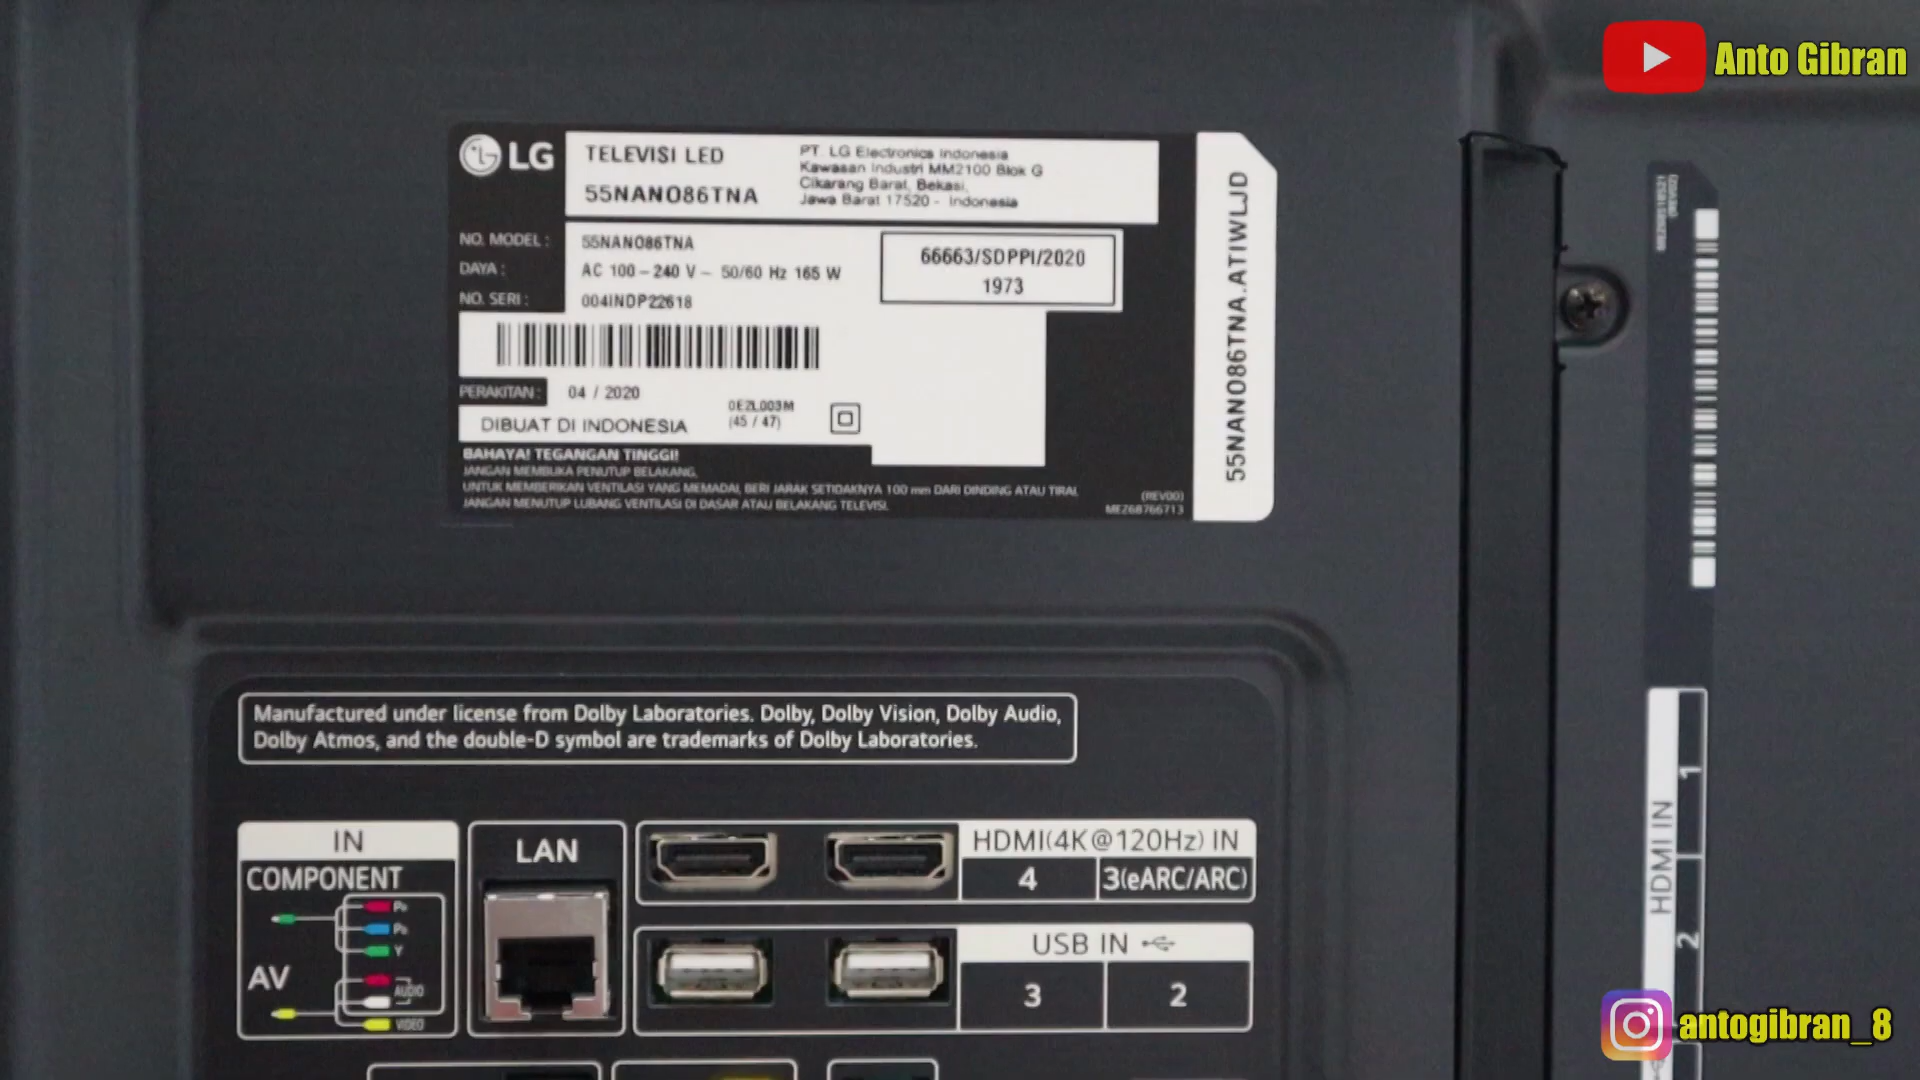 Anto Gibran
LG
TELEVISI LED
55NANO86TNA
PT. LG Electronics Indonesia
Kawasan Industri MM2100 Blok G
Cikarang Barat, Bekasi,
Jawa Barat 17520 - Indonesia
NO. MODEL : 55NANO86TNA
DAYA : AC 100 – 240 V ~ 50/60 Hz 165 W
NO. SERI : 004INDP22618
66663/SDPPI/2020
1973
PERAKITAN : 04 / 2020
DIBUAT DI INDONESIA
0EZL003M
(45 / 47)
BAHAYA! TEGANGAN TINGGI!
JANGAN MEMBUKA PENUTUP BELAKANG.
UNTUK MEMBERIKAN VENTILASI YANG MEMADAI, BERI JARAK SETIDAKNYA 100 mm DARI DINDING ATAU TIRAI.
JANGAN MENUTUP LUBANG VENTILASI DI DASAR ATAU BELAKANG TELEVISI.
(REV00)
MEZ68766713
55NANO86TNA.ATIWLJD
Manufactured under license from Dolby Laboratories. Dolby, Dolby Vision, Dolby Audio,
Dolby Atmos, and the double-D symbol are trademarks of Dolby Laboratories.
IN
COMPONENT
Y
AV
AUDIO
VIDEO
LAN
HDMI(4K@120Hz) IN
4
3(eARC/ARC)
USB IN
3
2
HDMI IN
1
2
antogibran_8